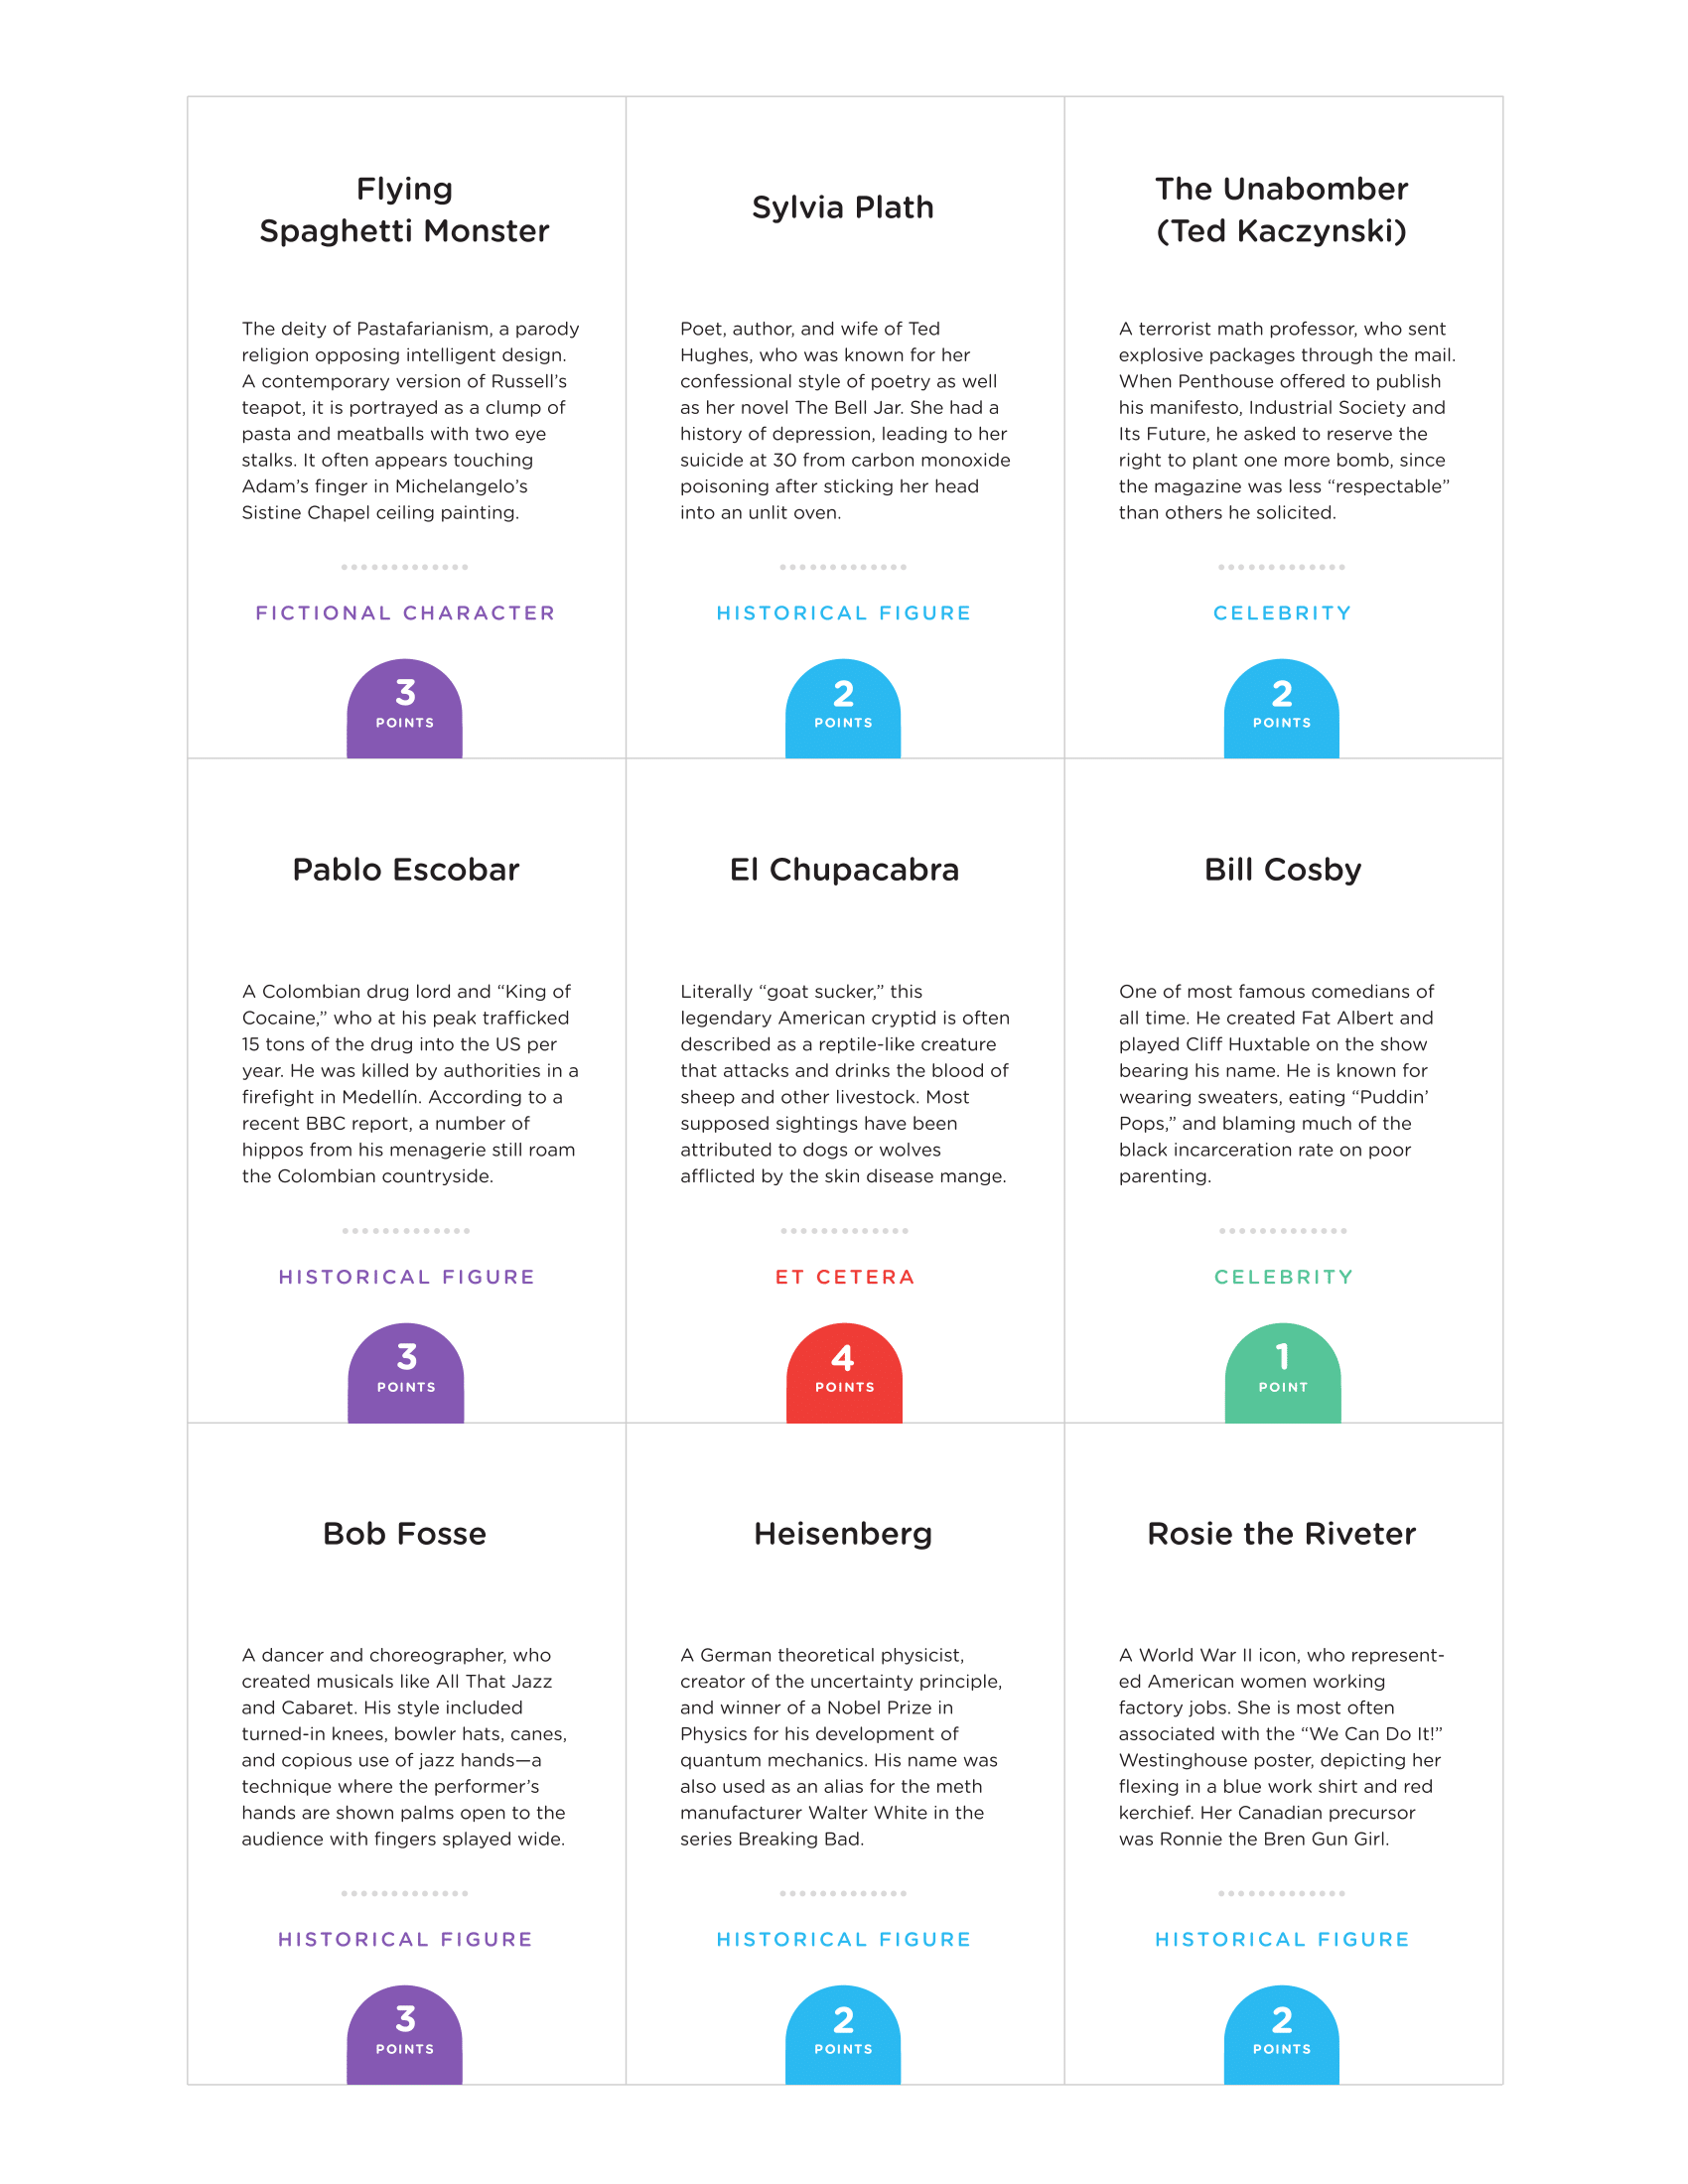 Flying
Spaghetti Monster
The deity of Pastafarianism, a parody
religion opposing intelligent design.
A contemporary version of Russell’s
teapot, it is portrayed as a clump of
pasta and meatballs with two eye
stalks. It often appears touching
Adam’s finger in Michelangelo’s
Sistine Chapel ceiling painting.
FICTIONAL CHARACTER
3
POINTS
Sylvia Plath
Poet, author, and wife of Ted
Hughes, who was known for her
confessional style of poetry as well
as her novel The Bell Jar. She had a
history of depression, leading to her
suicide at 30 from carbon monoxide
poisoning after sticking her head
into an unlit oven.
HISTORICAL FIGURE
2
POINTS
The Unabomber
(Ted Kaczynski)
A terrorist math professor, who sent
explosive packages through the mail.
When Penthouse offered to publish
his manifesto, Industrial Society and
Its Future, he asked to reserve the
right to plant one more bomb, since
the magazine was less “respectable”
than others he solicited.
CELEBRITY
2
POINTS
Pablo Escobar
A Colombian drug lord and “King of
Cocaine,” who at his peak trafficked
15 tons of the drug into the US per
year. He was killed by authorities in a
firefight in Medellín. According to a
recent BBC report, a number of
hippos from his menagerie still roam
the Colombian countryside.
HISTORICAL FIGURE
3
POINTS
El Chupacabra
Literally “goat sucker,” this
legendary American cryptid is often
described as a reptile-like creature
that attacks and drinks the blood of
sheep and other livestock. Most
supposed sightings have been
attributed to dogs or wolves
afflicted by the skin disease mange.
ET CETERA
4
POINTS
Bill Cosby
One of most famous comedians of
all time. He created Fat Albert and
played Cliff Huxtable on the show
bearing his name. He is known for
wearing sweaters, eating “Puddin’
Pops,” and blaming much of the
black incarceration rate on poor
parenting.
CELEBRITY
1
POINT
Bob Fosse
A dancer and choreographer, who
created musicals like All That Jazz
and Cabaret. His style included
turned-in knees, bowler hats, canes,
and copious use of jazz hands—a
technique where the performer’s
hands are shown palms open to the
audience with fingers splayed wide.
HISTORICAL FIGURE
3
POINTS
Heisenberg
A German theoretical physicist,
creator of the uncertainty principle,
and winner of a Nobel Prize in
Physics for his development of
quantum mechanics. His name was
also used as an alias for the meth
manufacturer Walter White in the
series Breaking Bad.
HISTORICAL FIGURE
2
POINTS
Rosie the Riveter
A World War II icon, who represent-
ed American women working
factory jobs. She is most often
associated with the “We Can Do It!”
Westinghouse poster, depicting her
flexing in a blue work shirt and red
kerchief. Her Canadian precursor
was Ronnie the Bren Gun Girl.
HISTORICAL FIGURE
2
POINTS